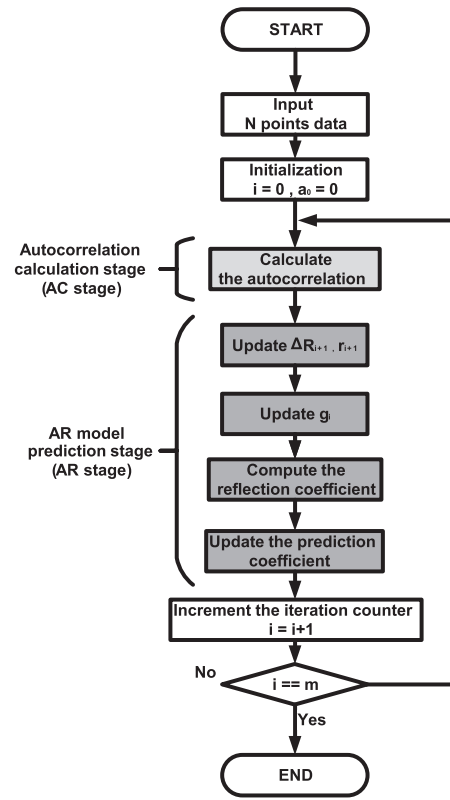 START
Input
N points data
Initialization
i = 0 , a₀ = 0
Autocorrelation
calculation stage
(AC stage)
Calculate
the autocorrelation
AR model
prediction stage
(AR stage)
Update ΔRᵢ₊₁ , rᵢ₊₁
Update gᵢ
Compute the
reflection coefficient
Update the prediction
coefficient
Increment the iteration counter
i = i+1
No
i == m
Yes
END